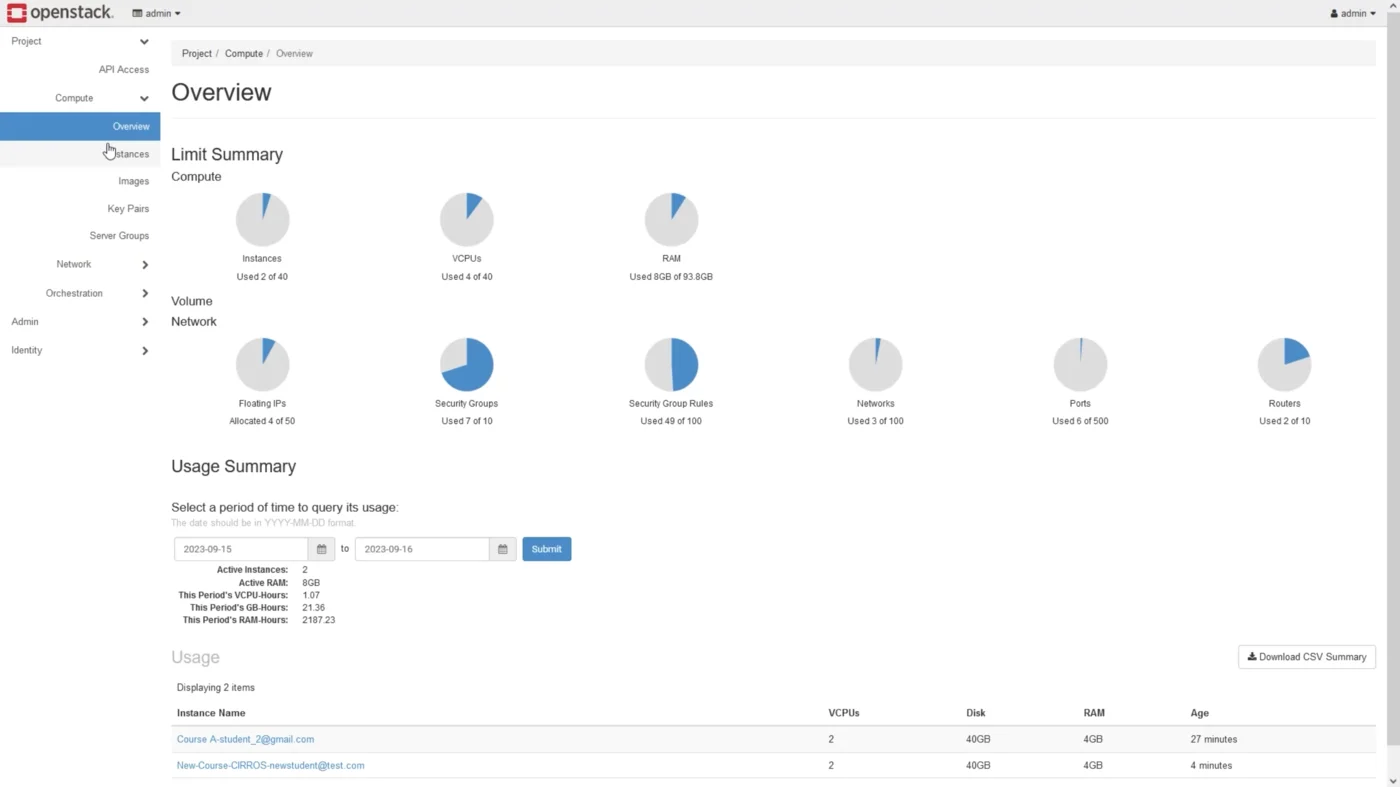 openstack. admin admin
Project
API Access
Compute
Overview
stances
Images
Key Pairs
Server Groups
Network
Orchestration
Admin
Identity
Project / Compute / Overview
Overview
Limit Summary
Compute
Instances VCPUs RAM
Used 2 of 40 Used 4 of 40 Used 8GB of 93.8GB
Volume
Network
Floating IPs Security Groups Security Group Rules Networks Ports Routers
Allocated 4 of 50 Used 7 of 10 Used 49 of 100 Used 3 of 100 Used 6 of 500 Used 2 of 10
Usage Summary
Select a period of time to query its usage:
The date should be in YYYY-MM-DD format.
2023-09-15 to 2023-09-16 Submit
Active Instances: 2
Active RAM: 8GB
This Period's VCPU-Hours: 1.07
This Period's GB-Hours: 21.36
This Period's RAM-Hours: 2187.23
Usage Download CSV Summary
Displaying 2 items
Instance Name VCPUs Disk RAM Age
Course A-student_2@gmail.com 2 40GB 4GB 27 minutes
New-Course-CIRROS-newstudent@test.com 2 40GB 4GB 4 minutes